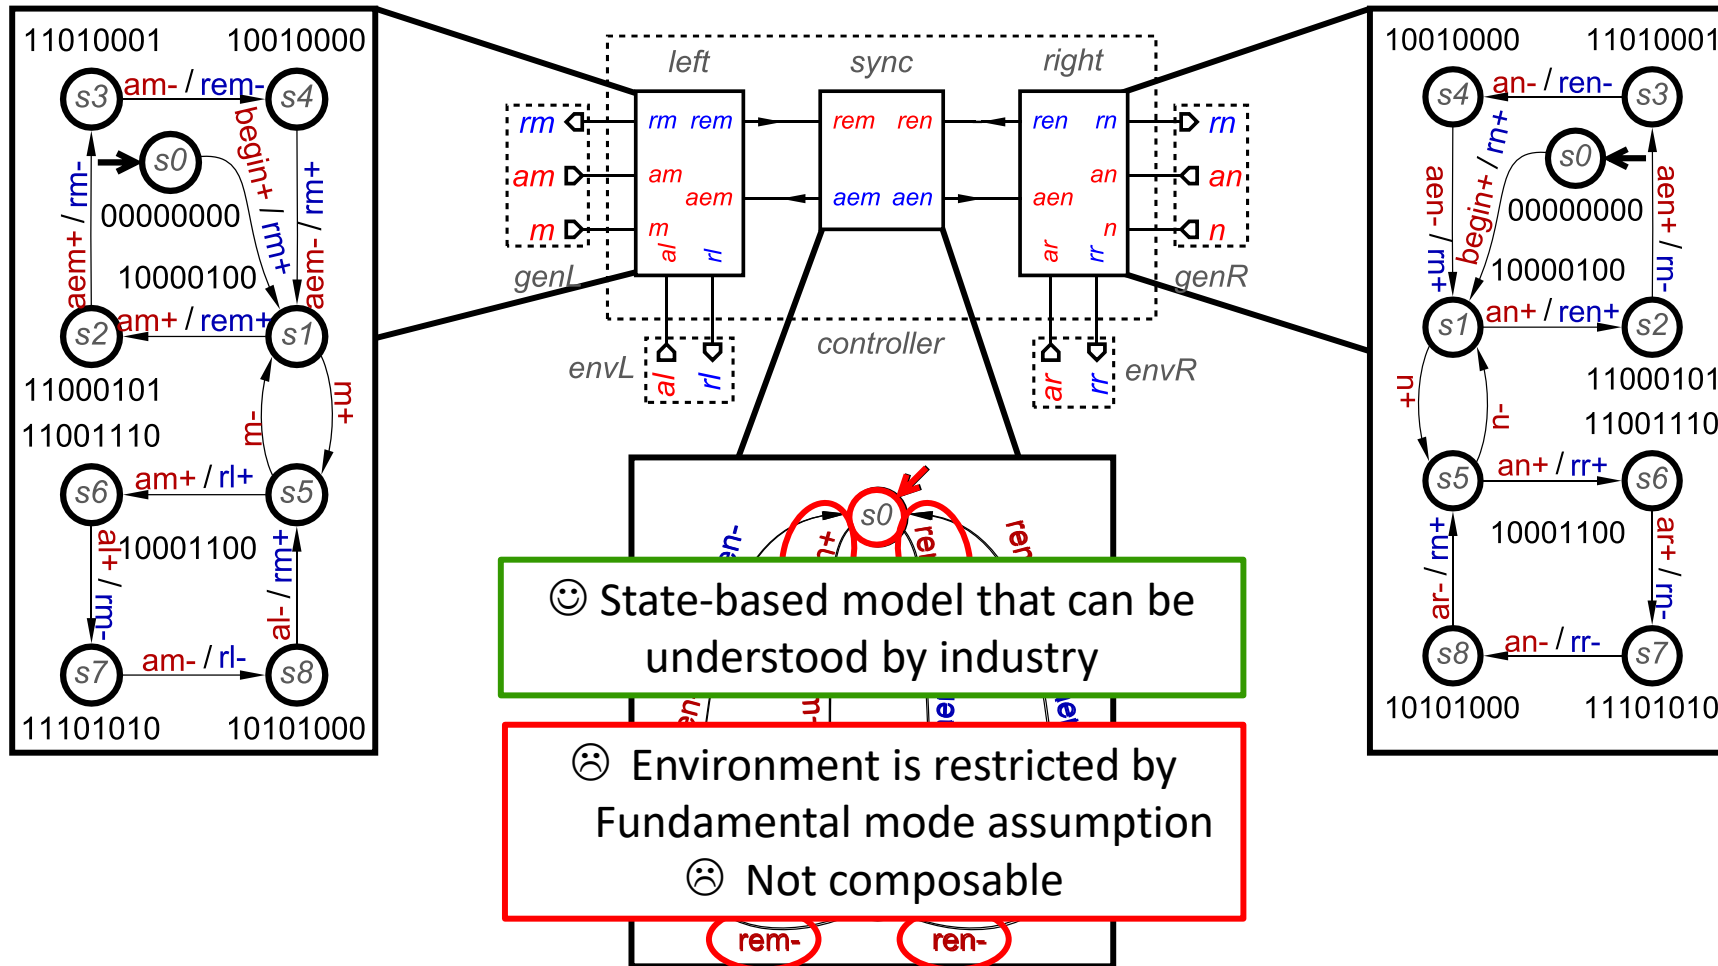 11010001 10010000
s3 am- / rem- s4
begin+ / rm+
s0
00000000
aem+ / rm-
aem- / rm+
10000100
s2 am+ / rem+ s1
11000101
11001110
m- m+
s6 am+ / rl+ s5
10001100
al+ / rm-
al- / rm+
s7 am- / rl- s8
11101010 10101000
left sync right
rm rm rem rem ren ren rn rn
am am an an
aem aem aen aen
m m n n
al rl ar rr
genL genR
controller
envL al rl ar rr envR
s0
en-
ren
☺ State-based model that can be
understood by industry
☹ Environment is restricted by
Fundamental mode assumption
☹ Not composable
rem- ren-
10010000 11010001
s4 an- / ren- s3
begin+ / rn+
s0
00000000
aen- / rn+
aen+ / rn-
10000100
s1 an+ / ren+ s2
11000101
11001110
n+ n-
s5 an+ / rr+ s6
10001100
ar- / rn+
ar+ / rn-
s8 an- / rr- s7
10101000 11101010